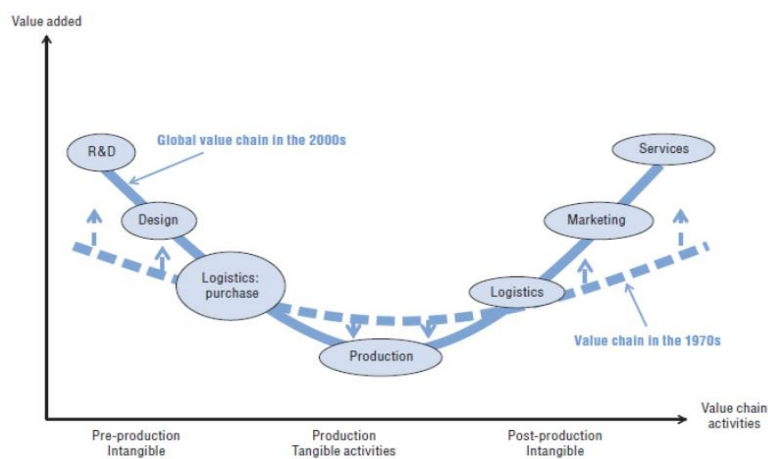 Value added
Global value chain in the 2000s
R&D
Services
Design
Marketing
Logistics:
purchase
Logistics
Value chain in the 1970s
Production
Value chain
activities
Pre-production
Intangible
Production
Tangible activities
Post-production
Intangible